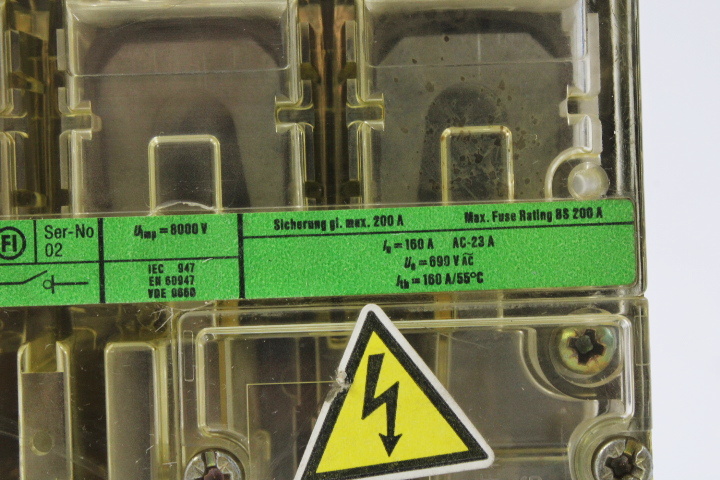 FI
Ser-No
02
Uimp = 8000 V
IEC 947
EN 60947
VDE 0660
Sicherung gl. max. 200 A
Max. Fuse Rating BS 200 A
Ie = 160 A AC-23 A
Ue = 690 V AC
Ith = 160 A/55°C